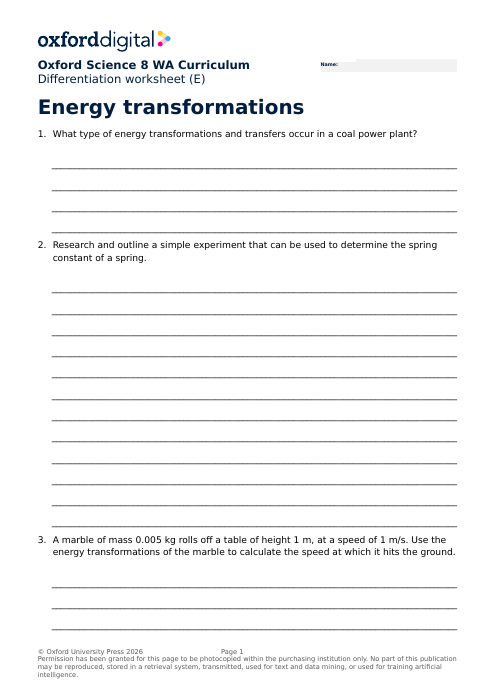 oxforddigital
Oxford Science 8 WA Curriculum
Name:
Differentiation worksheet (E)
Energy transformations
1. What type of energy transformations and transfers occur in a coal power plant?
2. Research and outline a simple experiment that can be used to determine the spring
constant of a spring.
3. A marble of mass 0.005 kg rolls off a table of height 1 m, at a speed of 1 m/s. Use the
energy transformations of the marble to calculate the speed at which it hits the ground.
© Oxford University Press 2026 Page 1
Permission has been granted for this page to be photocopied within the purchasing institution only. No part of this publication
may be reproduced, stored in a retrieval system, transmitted, used for text and data mining, or used for training artificial
intelligence.